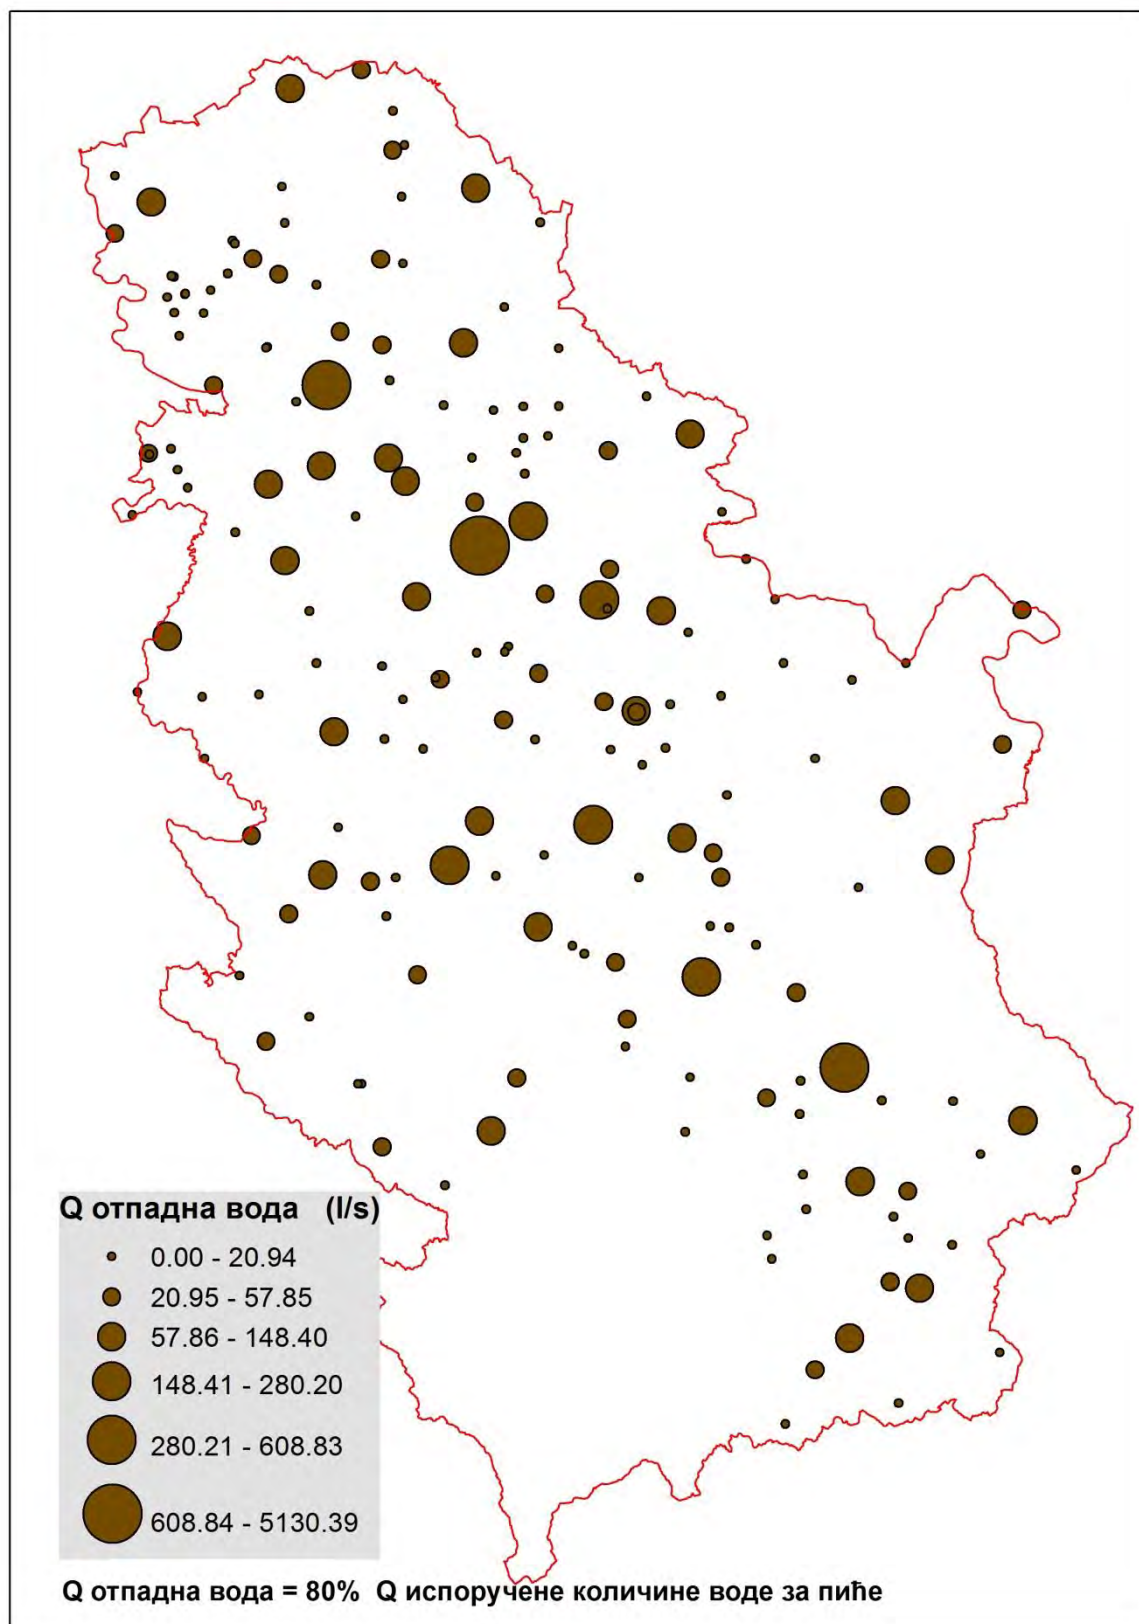 Q отпадна вода (l/s)
0.00 - 20.94
20.95 - 57.85
57.86 - 148.40
148.41 - 280.20
280.21 - 608.83
608.84 - 5130.39
Q отпадна вода = 80% Q испоручене количине воде за пиће